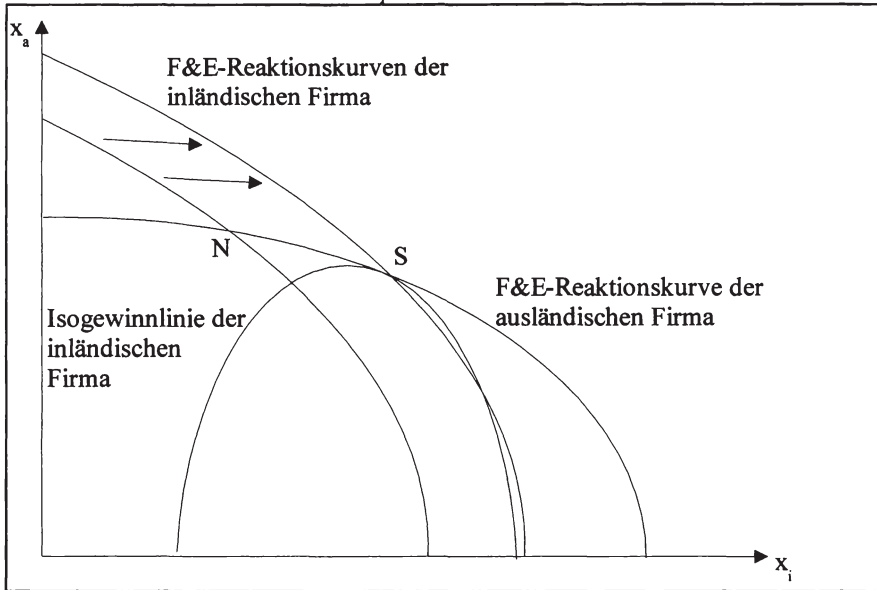 x_a
F&E-Reaktionskurven der
inländischen Firma
N
S
F&E-Reaktionskurve der
ausländischen Firma
Isogewinnlinie der
inländischen
Firma
x_i